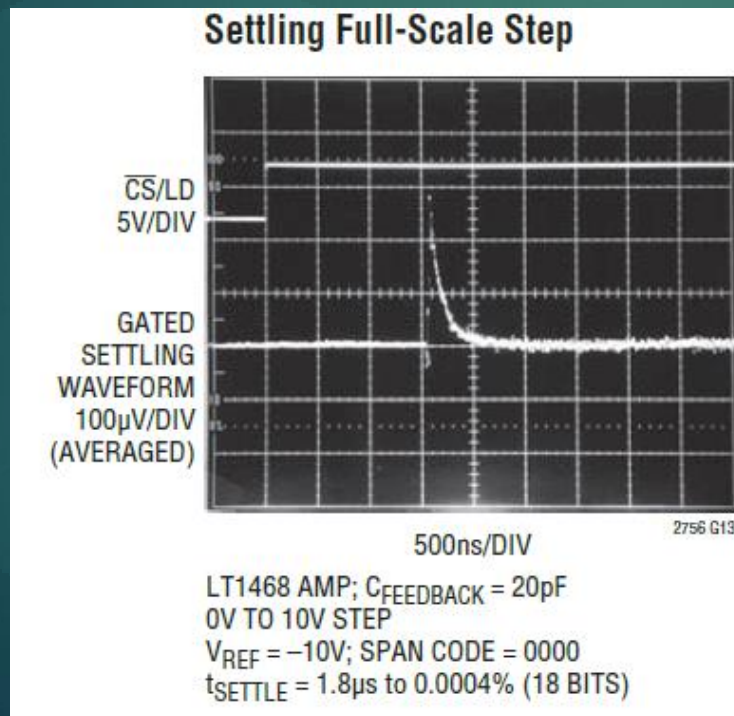 Settling Full-Scale Step
CS/LD
5V/DIV
GATED
SETTLING
WAVEFORM
100µV/DIV
(AVERAGED)
500ns/DIV
2756 G13
LT1468 AMP; CFEEDBACK = 20pF
0V TO 10V STEP
VREF = –10V; SPAN CODE = 0000
tSETTLE = 1.8µs to 0.0004% (18 BITS)